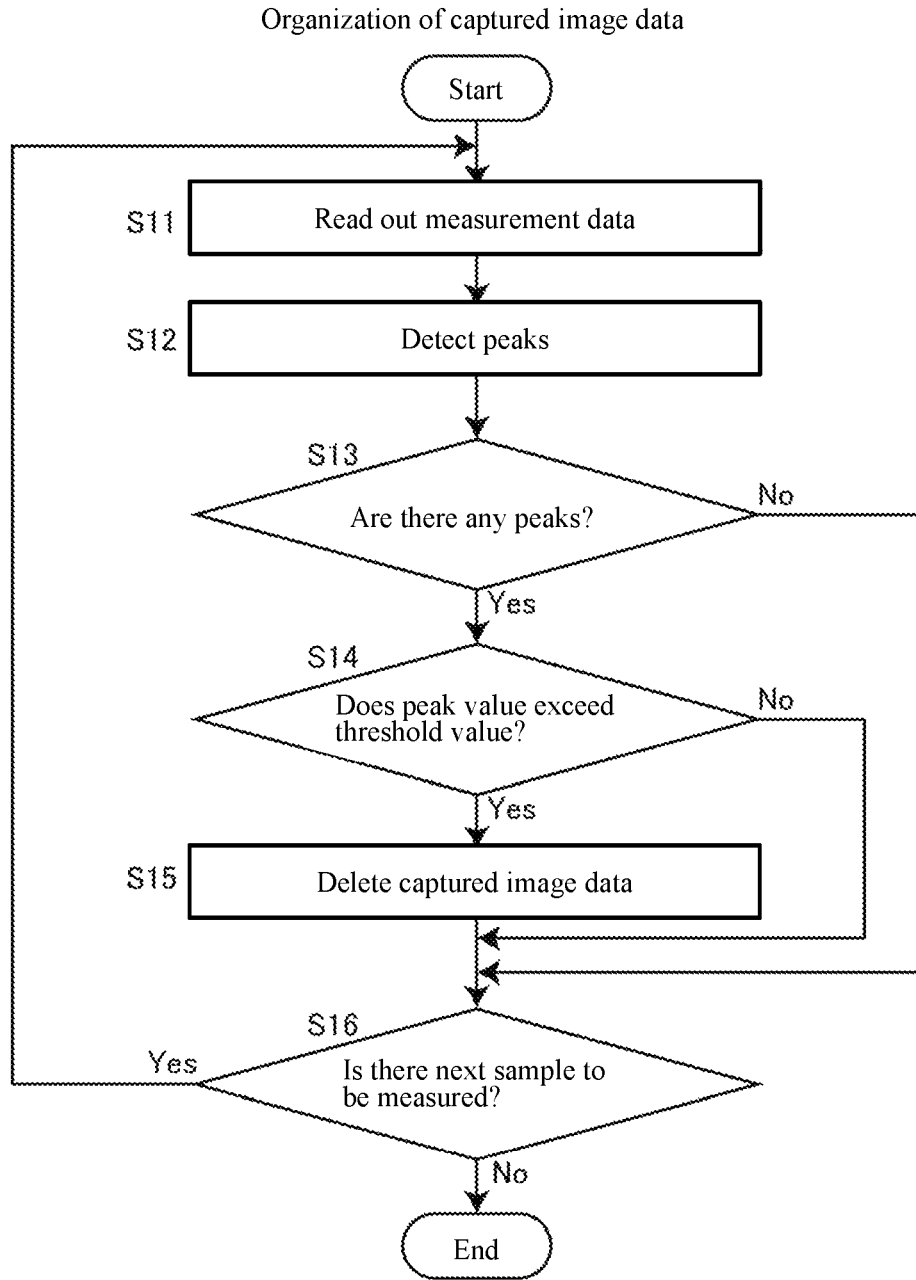 Organization of captured image data
Start
S11
Read out measurement data
S12
Detect peaks
S13
Are there any peaks?
No
Yes
S14
Does peak value exceed
threshold value?
No
Yes
S15
Delete captured image data
S16
Is there next sample to
be measured?
Yes
No
End